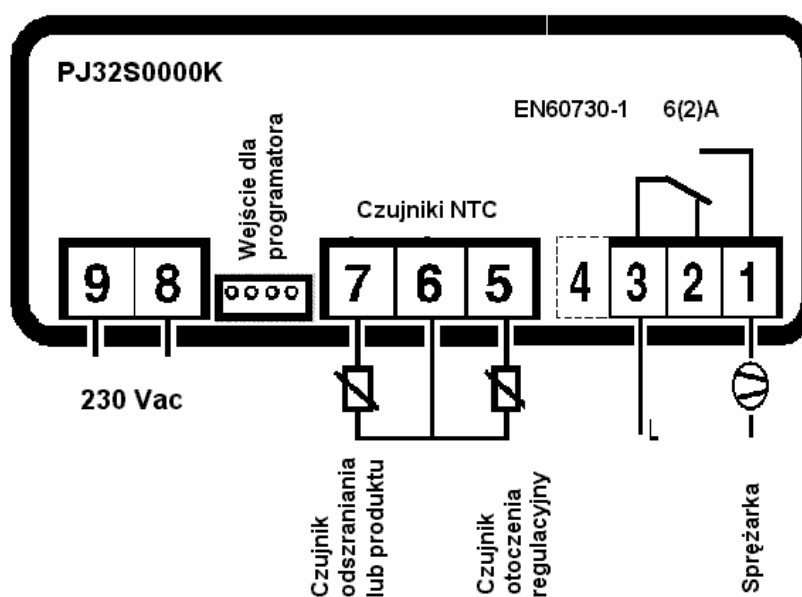 PJ32S0000K
EN60730-1 6(2)A
Wejście dla
programatora
Czujniki NTC
9 8 7 6 5 4 3 2 1
230 Vac
L
Czujnik
odszraniania
lub produktu
Czujnik
otoczenia
regulacyjny
Sprężarka